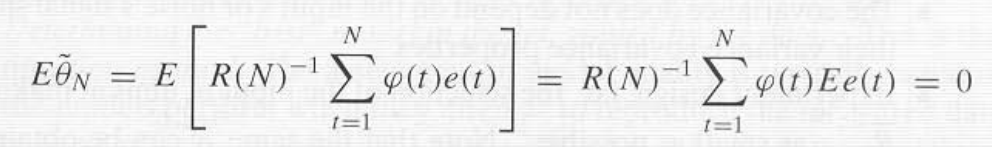 $E\tilde{\theta}_N = E\left[ R(N)^{-1} \sum_{t=1}^{N} \varphi(t)e(t) \right] = R(N)^{-1} \sum_{t=1}^{N} \varphi(t)Ee(t) = 0$